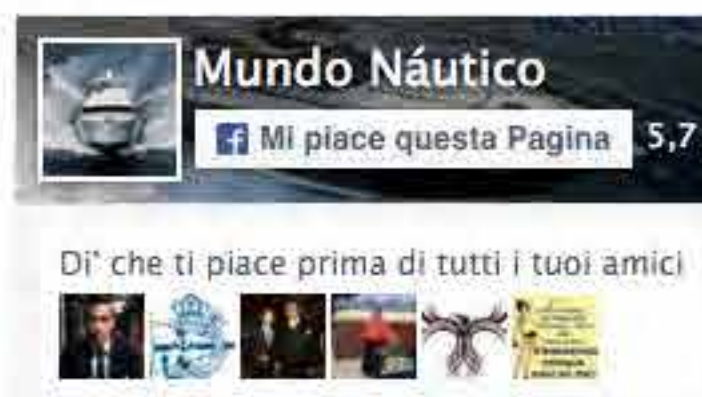 Mundo Náutico
Mi piace questa Pagina
5,7
Di' che ti piace prima di tutti i tuoi amici